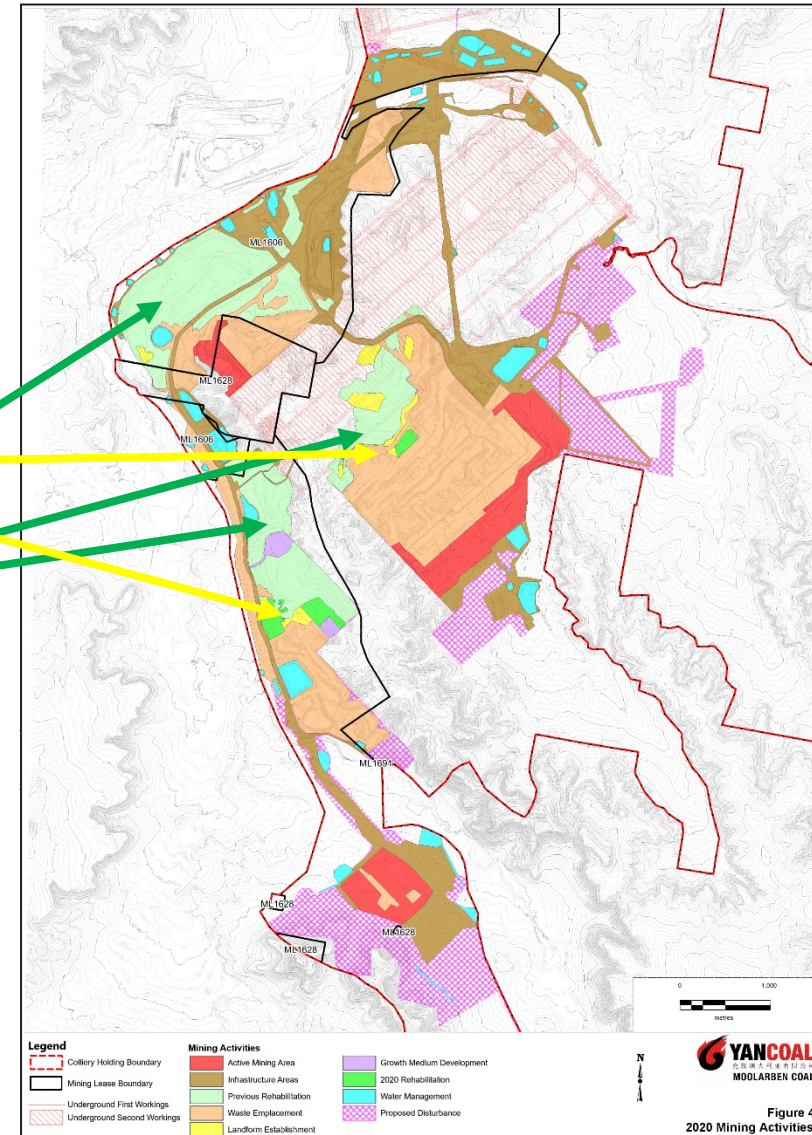 ML1606
ML1628
ML1606
ML1691
ML1628
ML1628
ML1628
0 1,000
metres
Legend
Colliery Holding Boundary
Mining Lease Boundary
Underground First Workings
Underground Second Workings
Mining Activities
Active Mining Area
Infrastructure Areas
Previous Rehabilitation
Waste Emplacement
Landform Establishment
Growth Medium Development
2020 Rehabilitation
Water Management
Proposed Disturbance
N
YANCOAL
MOOLARBEN COAL
Figure 4
2020 Mining Activities